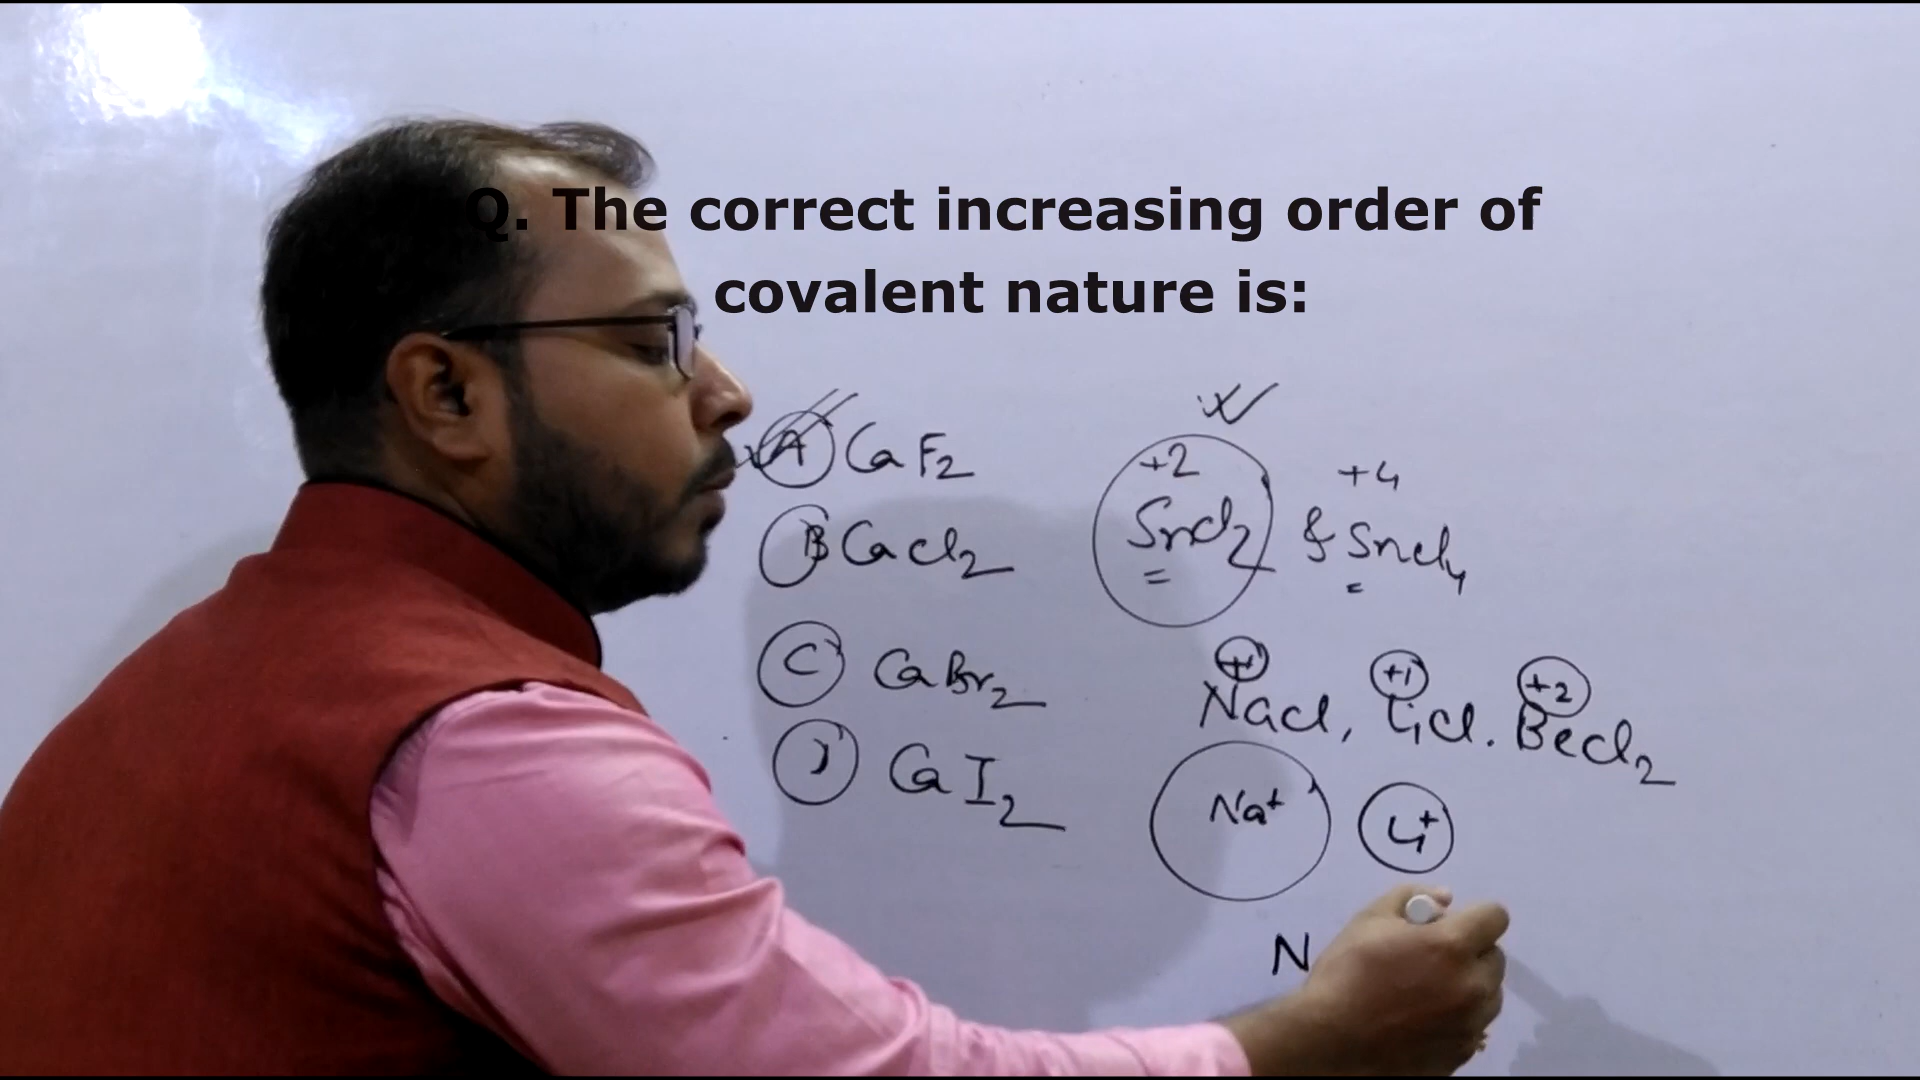 Q. The correct increasing order of
covalent nature is:
A CaF2
B CaCl2
C CaBr2
D CaI2
+2 +4
SnCl2 & SnCl4
+1 +1 +2
NaCl, LiCl. BeCl2
Na+ Li+
N